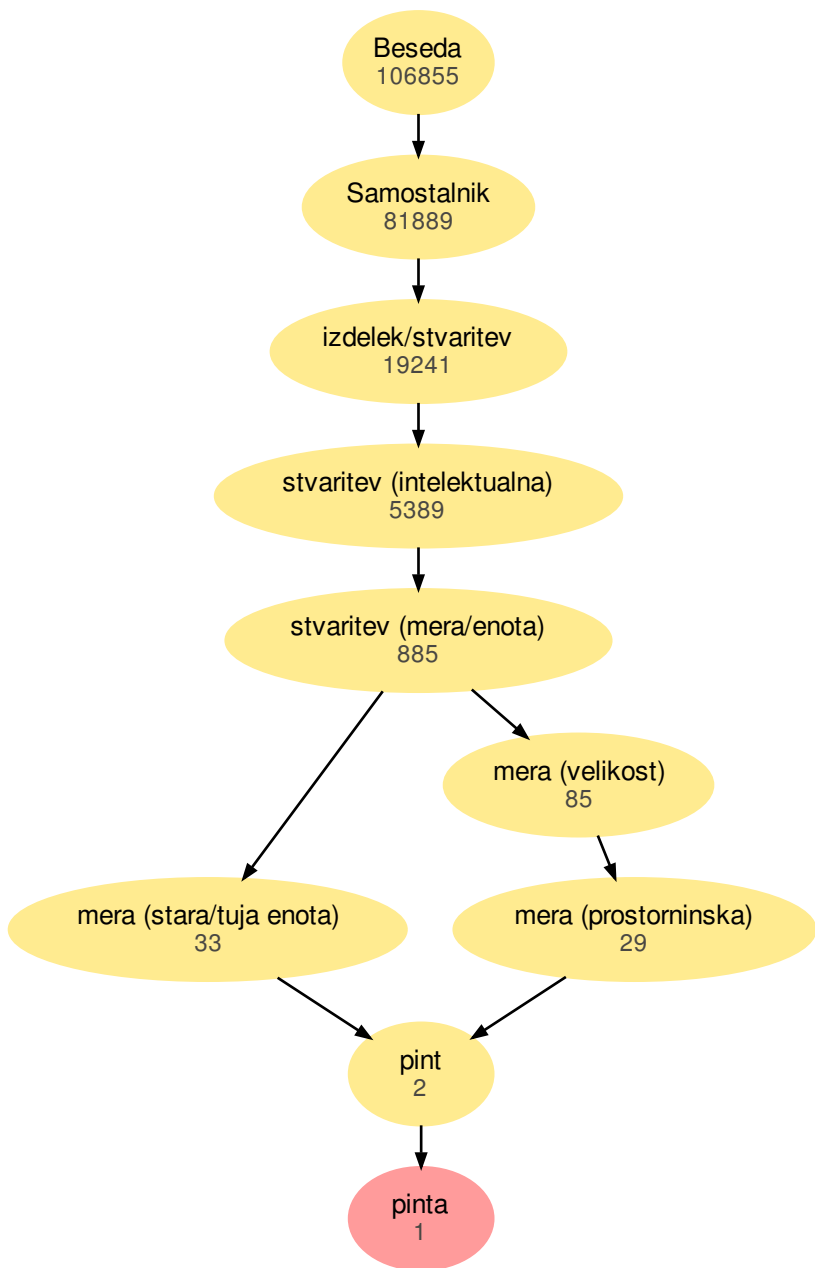 Beseda
106855
Samostalnik
81889
izdelek/stvaritev
19241
stvaritev (intelektualna)
5389
stvaritev (mera/enota)
885
mera (velikost)
85
mera (stara/tuja enota)
33
mera (prostorninska)
29
pint
2
pinta
1